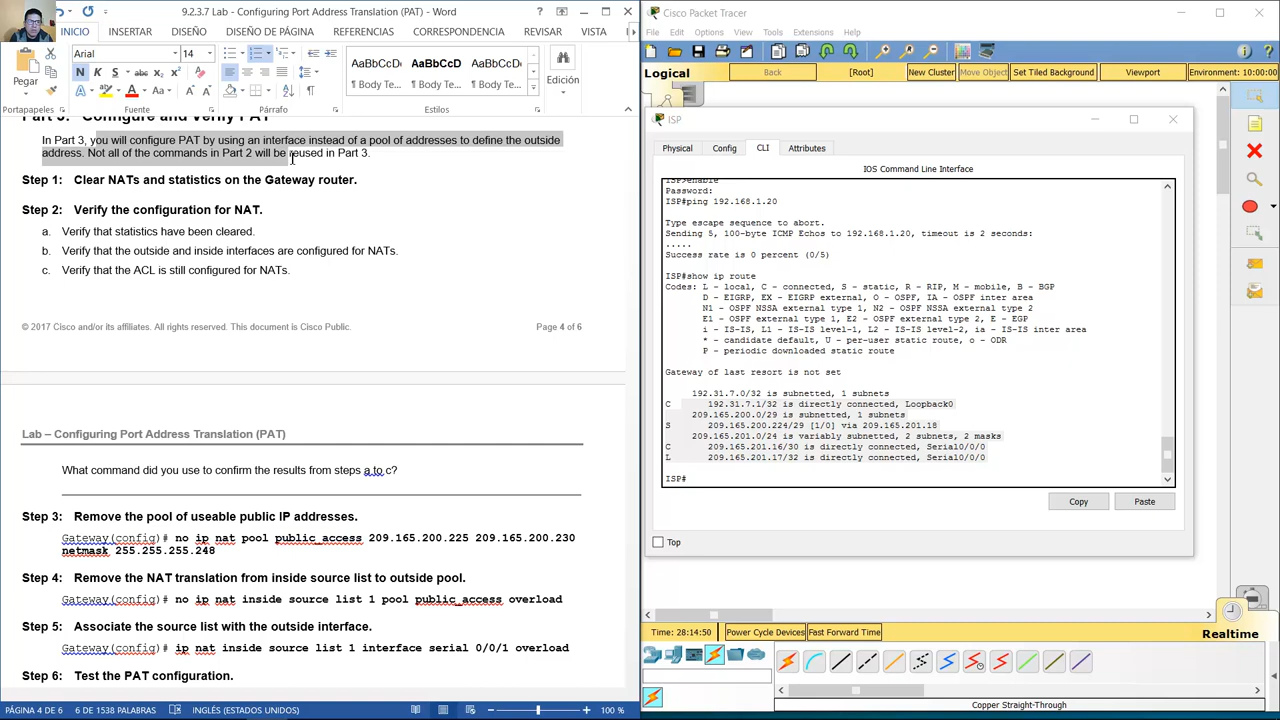 9.2.3.7 Lab - Configuring Port Address Translation (PAT) - Word
INICIO
INSERTAR
DISEÑO
DISEÑO DE PÁGINA
REFERENCIAS
CORRESPONDENCIA
REVISAR
VISTA
Pegar
Arial
14
N K S abc x₂ x²
AaBbCcDc AaBbCcD AaBbCcDc
¶ Body Te... ¶ Body Te... ¶ Body Te...
Edición
Portapapeles
Fuente
Párrafo
Estilos
Part 3: Configure and Verify PAT
In Part 3, you will configure PAT by using an interface instead of a pool of addresses to define the outside
address. Not all of the commands in Part 2 will be reused in Part 3.
Step 1: Clear NATs and statistics on the Gateway router.
Step 2: Verify the configuration for NAT.
a. Verify that statistics have been cleared.
b. Verify that the outside and inside interfaces are configured for NATs.
c. Verify that the ACL is still configured for NATs.
© 2017 Cisco and/or its affiliates. All rights reserved. This document is Cisco Public.
Page 4 of 6
Lab – Configuring Port Address Translation (PAT)
What command did you use to confirm the results from steps a to c?
Step 3: Remove the pool of useable public IP addresses.
Gateway(config)# no ip nat pool public_access 209.165.200.225 209.165.200.230
netmask 255.255.255.248
Step 4: Remove the NAT translation from inside source list to outside pool.
Gateway(config)# no ip nat inside source list 1 pool public_access overload
Step 5: Associate the source list with the outside interface.
Gateway(config)# ip nat inside source list 1 interface serial 0/0/1 overload
Step 6: Test the PAT configuration.
PÁGINA 4 DE 6
6 DE 1538 PALABRAS
INGLÉS (ESTADOS UNIDOS)
100 %
Cisco Packet Tracer
File Edit Options View Tools Extensions Help
Logical
Back
[Root]
New Cluster
Move Object
Set Tiled Background
Viewport
Environment: 10:00:00
ISP
Physical
Config
CLI
Attributes
IOS Command Line Interface
ISP>enable
Password:
ISP#ping 192.168.1.20
Type escape sequence to abort.
Sending 5, 100-byte ICMP Echos to 192.168.1.20, timeout is 2 seconds:
.....
Success rate is 0 percent (0/5)
ISP#show ip route
Codes: L - local, C - connected, S - static, R - RIP, M - mobile, B - BGP
D - EIGRP, EX - EIGRP external, O - OSPF, IA - OSPF inter area
N1 - OSPF NSSA external type 1, N2 - OSPF NSSA external type 2
E1 - OSPF external type 1, E2 - OSPF external type 2, E - EGP
i - IS-IS, L1 - IS-IS level-1, L2 - IS-IS level-2, ia - IS-IS inter area
* - candidate default, U - per-user static route, o - ODR
P - periodic downloaded static route
Gateway of last resort is not set
192.31.7.0/32 is subnetted, 1 subnets
C 192.31.7.1/32 is directly connected, Loopback0
209.165.200.0/29 is subnetted, 1 subnets
S 209.165.200.224/29 [1/0] via 209.165.201.18
209.165.201.0/24 is variably subnetted, 2 subnets, 2 masks
C 209.165.201.16/30 is directly connected, Serial0/0/0
L 209.165.201.17/32 is directly connected, Serial0/0/0
ISP#
Copy
Paste
Top
Time: 28:14:50
Power Cycle Devices
Fast Forward Time
Realtime
Copper Straight-Through